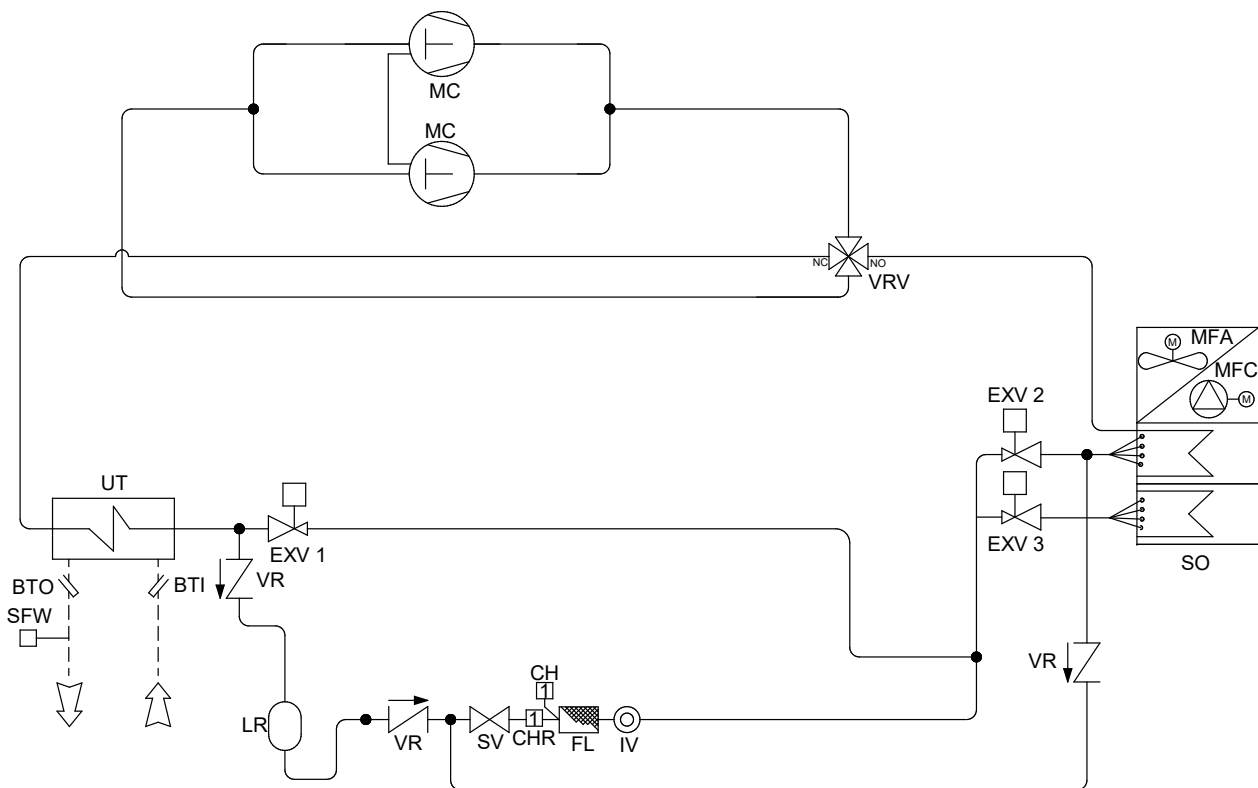 MC
MC
NC
NO
VRV
M
MFA
MFC
M
EXV 2
EXV 3
SO
UT
EXV 1
BTO
BTI
VR
SFW
VR
CH
1
LR
1
VR
SV
CHR
FL
IV